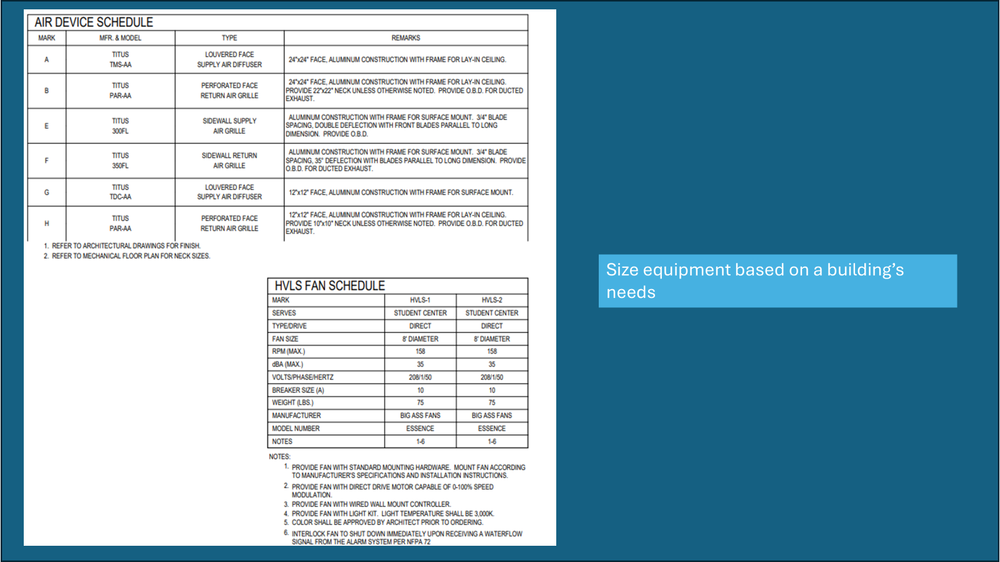 AIR DEVICE SCHEDULE
MARK MFR. & MODEL TYPE REMARKS
A TITUS TMS-AA LOUVERED FACE SUPPLY AIR DIFFUSER 24"x24" FACE, ALUMINUM CONSTRUCTION WITH FRAME FOR LAY-IN CEILING.
B TITUS PAR-AA PERFORATED FACE RETURN AIR GRILLE 24"x24" FACE, ALUMINUM CONSTRUCTION WITH FRAME FOR LAY-IN CEILING.
PROVIDE 22"x22" NECK UNLESS OTHERWISE NOTED. PROVIDE O.B.D. FOR DUCTED
EXHAUST.
E TITUS 300FL SIDEWALL SUPPLY AIR GRILLE ALUMINUM CONSTRUCTION WITH FRAME FOR SURFACE MOUNT. 3/4" BLADE
SPACING, DOUBLE DEFLECTION WITH FRONT BLADES PARALLEL TO LONG
DIMENSION. PROVIDE O.B.D.
F TITUS 350FL SIDEWALL RETURN AIR GRILLE ALUMINUM CONSTRUCTION WITH FRAME FOR SURFACE MOUNT. 3/4" BLADE
SPACING, 35° DEFLECTION WITH BLADES PARALLEL TO LONG DIMENSION. PROVIDE
O.B.D. FOR DUCTED EXHAUST.
G TITUS TDC-AA LOUVERED FACE SUPPLY AIR DIFFUSER 12"x12" FACE, ALUMINUM CONSTRUCTION WITH FRAME FOR SURFACE MOUNT.
H TITUS PAR-AA PERFORATED FACE RETURN AIR GRILLE 12"x12" FACE, ALUMINUM CONSTRUCTION WITH FRAME FOR LAY-IN CEILING.
PROVIDE 10"x10" NECK UNLESS OTHERWISE NOTED. PROVIDE O.B.D. FOR DUCTED
EXHAUST.
1. REFER TO ARCHITECTURAL DRAWINGS FOR FINISH.
2. REFER TO MECHANICAL FLOOR PLAN FOR NECK SIZES.
HVLS FAN SCHEDULE
MARK HVLS-1 HVLS-2
SERVES STUDENT CENTER STUDENT CENTER
TYPE/DRIVE DIRECT DIRECT
FAN SIZE 8' DIAMETER 8' DIAMETER
RPM (MAX.) 158 158
dBA (MAX.) 35 35
VOLTS/PHASE/HERTZ 208/1/50 208/1/50
BREAKER SIZE (A) 10 10
WEIGHT (LBS.) 75 75
MANUFACTURER BIG ASS FANS BIG ASS FANS
MODEL NUMBER ESSENCE ESSENCE
NOTES 1-6 1-6
NOTES:
1. PROVIDE FAN WITH STANDARD MOUNTING HARDWARE. MOUNT FAN ACCORDING
TO MANUFACTURER'S SPECIFICATIONS AND INSTALLATION INSTRUCTIONS.
2. PROVIDE FAN WITH DIRECT DRIVE MOTOR CAPABLE OF 0-100% SPEED
MODULATION.
3. PROVIDE FAN WITH WIRED WALL MOUNT CONTROLLER.
4. PROVIDE FAN WITH LIGHT KIT. LIGHT TEMPERATURE SHALL BE 3,000K.
5. COLOR SHALL BE APPROVED BY ARCHITECT PRIOR TO ORDERING.
6. INTERLOCK FAN TO SHUT DOWN IMMEDIATELY UPON RECEIVING A WATERFLOW
SIGNAL FROM THE ALARM SYSTEM PER NFPA 72
Size equipment based on a building's
needs